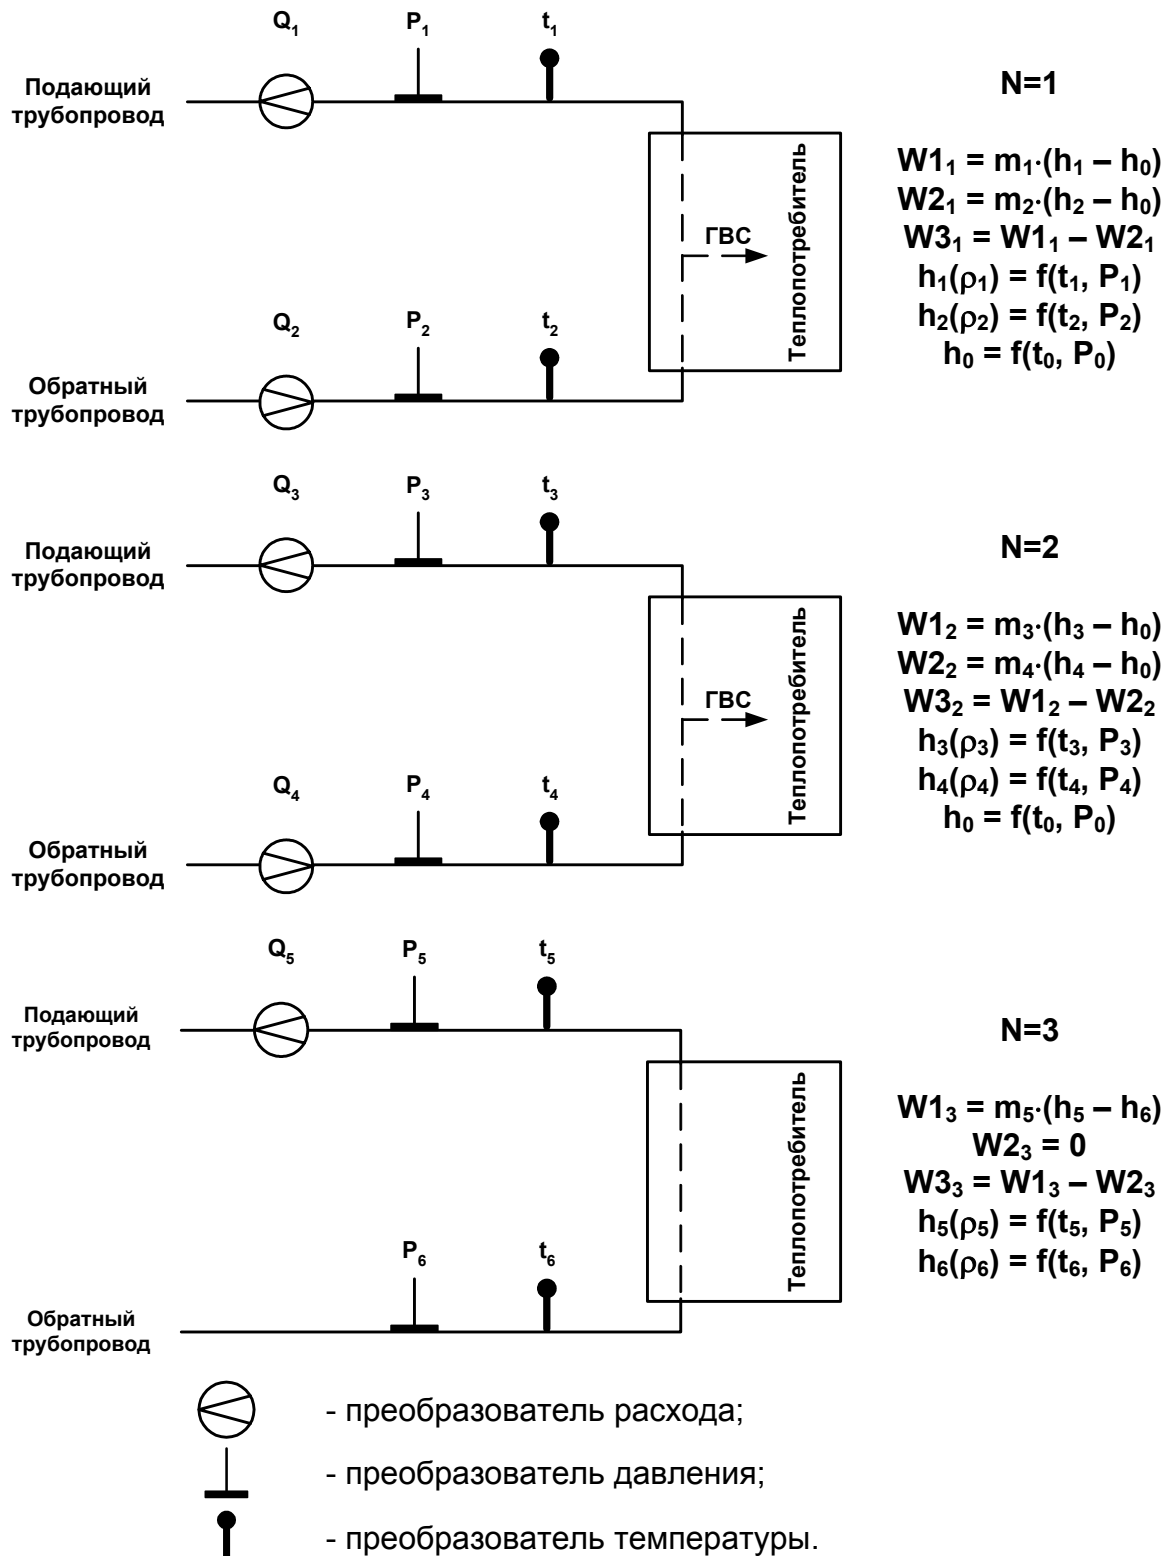 Q₁ P₁ t₁
Подающий
трубопровод
Теплопотребитель
ГВС
Q₂ P₂ t₂
Обратный
трубопровод
N=1
W1₁ = m₁·(h₁ – h₀)
W2₁ = m₂·(h₂ – h₀)
W3₁ = W1₁ – W2₁
h₁(ρ₁) = f(t₁, P₁)
h₂(ρ₂) = f(t₂, P₂)
h₀ = f(t₀, P₀)
Q₃ P₃ t₃
Подающий
трубопровод
Теплопотребитель
ГВС
Q₄ P₄ t₄
Обратный
трубопровод
N=2
W1₂ = m₃·(h₃ – h₀)
W2₂ = m₄·(h₄ – h₀)
W3₂ = W1₂ – W2₂
h₃(ρ₃) = f(t₃, P₃)
h₄(ρ₄) = f(t₄, P₄)
h₀ = f(t₀, P₀)
Q₅ P₅ t₅
Подающий
трубопровод
Теплопотребитель
P₆ t₆
Обратный
трубопровод
N=3
W1₃ = m₅·(h₅ – h₆)
W2₃ = 0
W3₃ = W1₃ – W2₃
h₅(ρ₅) = f(t₅, P₅)
h₆(ρ₆) = f(t₆, P₆)
- преобразователь расхода;
- преобразователь давления;
- преобразователь температуры.